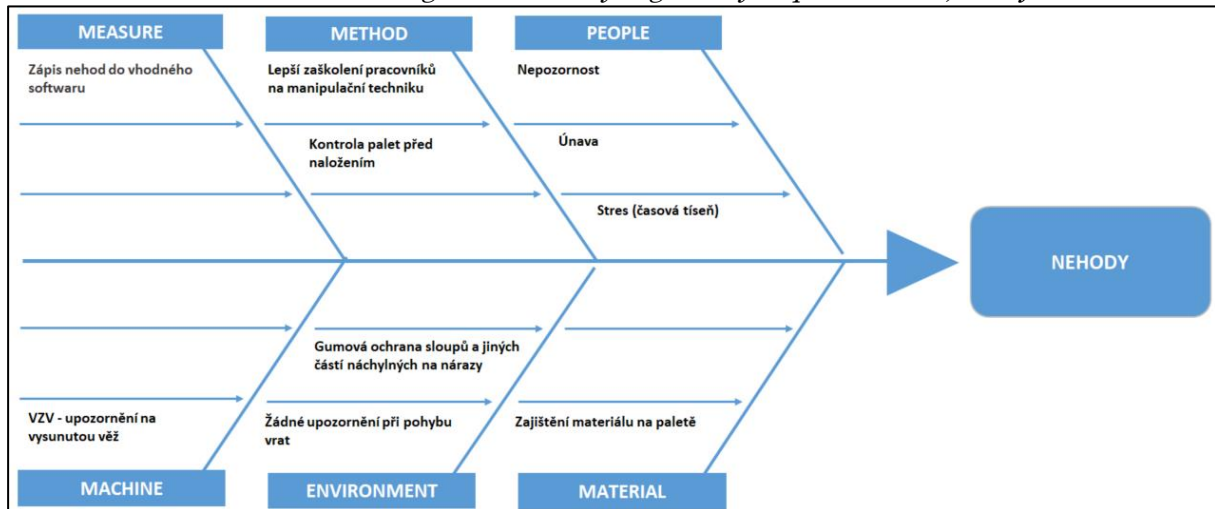 MEASURE
METHOD
PEOPLE
Zápis nehod do vhodného
softwaru
Lepší zaškolení pracovníků
na manipulační techniku
Nepozornost
Kontrola palet před
naložením
Únava
Stres (časová tíseň)
NEHODY
Gumová ochrana sloupů a jiných
částí náchylných na nárazy
VZV - upozornění na
vysunutou věž
Žádné upozornění při pohybu
vrat
Zajištění materiálu na paletě
MACHINE
ENVIRONMENT
MATERIAL